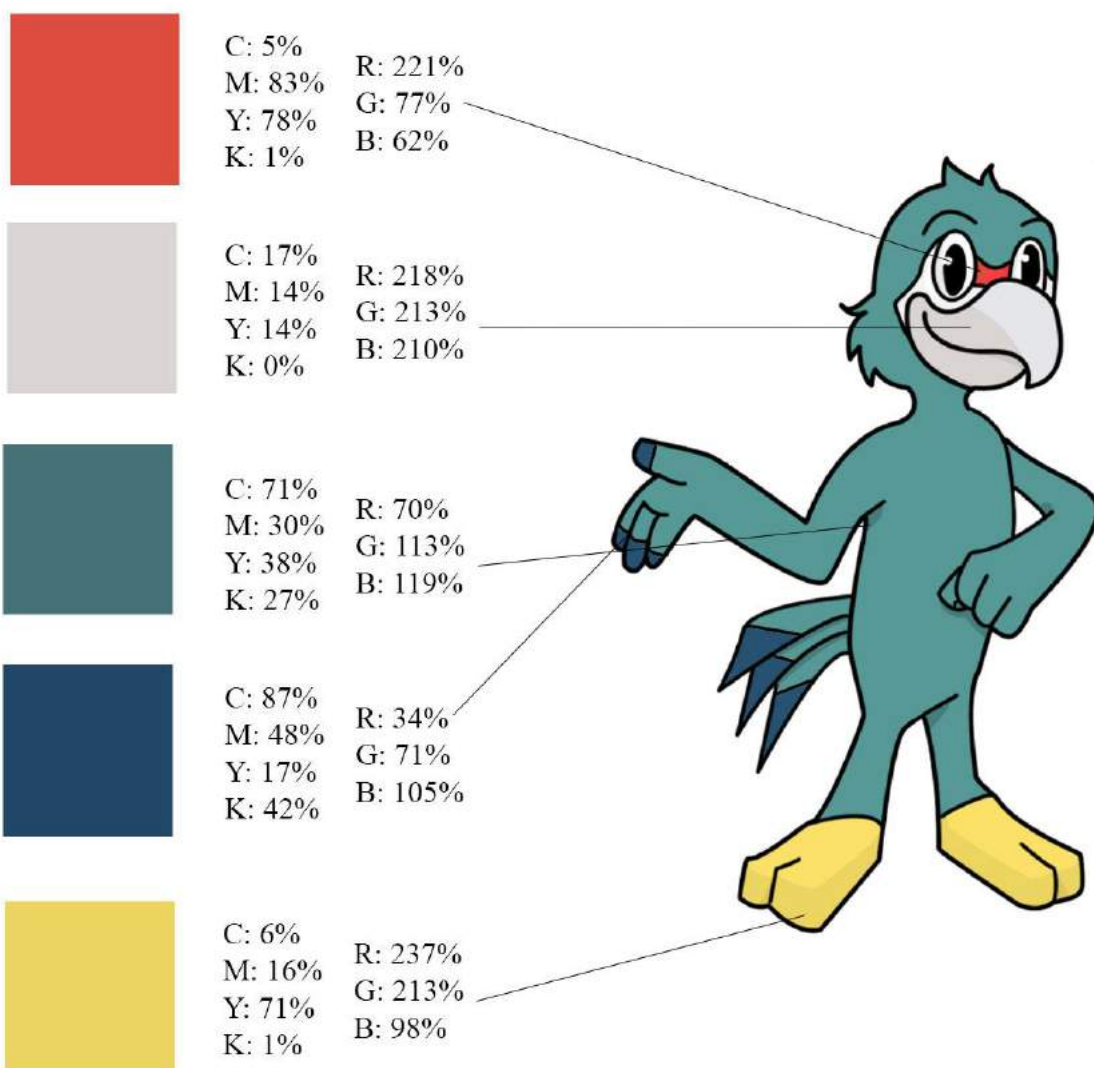 C: 5%
M: 83%
Y: 78%
K: 1%
R: 221%
G: 77%
B: 62%
C: 17%
M: 14%
Y: 14%
K: 0%
R: 218%
G: 213%
B: 210%
C: 71%
M: 30%
Y: 38%
K: 27%
R: 70%
G: 113%
B: 119%
C: 87%
M: 48%
Y: 17%
K: 42%
R: 34%
G: 71%
B: 105%
C: 6%
M: 16%
Y: 71%
K: 1%
R: 237%
G: 213%
B: 98%